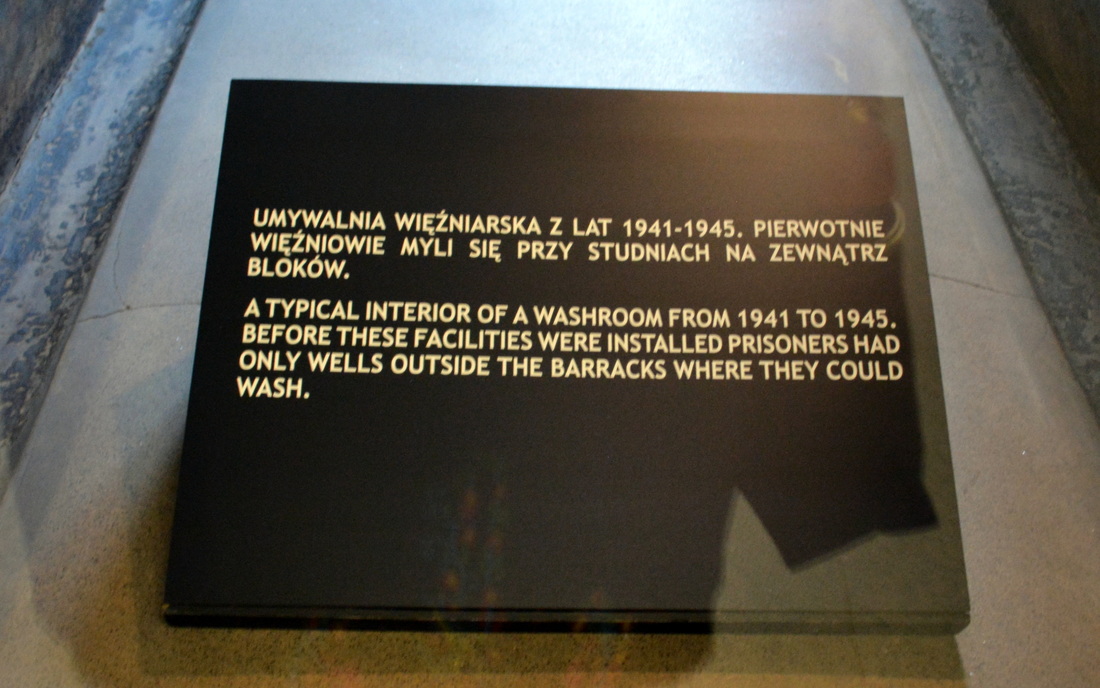 UMYWALNIA WIĘŹNIARSKA Z LAT 1941-1945. PIERWOTNIE
WIĘŹNIOWIE MYLI SIĘ PRZY STUDNIACH NA ZEWNĄTRZ
BLOKÓW.
A TYPICAL INTERIOR OF A WASHROOM FROM 1941 TO 1945.
BEFORE THESE FACILITIES WERE INSTALLED PRISONERS HAD
ONLY WELLS OUTSIDE THE BARRACKS WHERE THEY COULD
WASH.